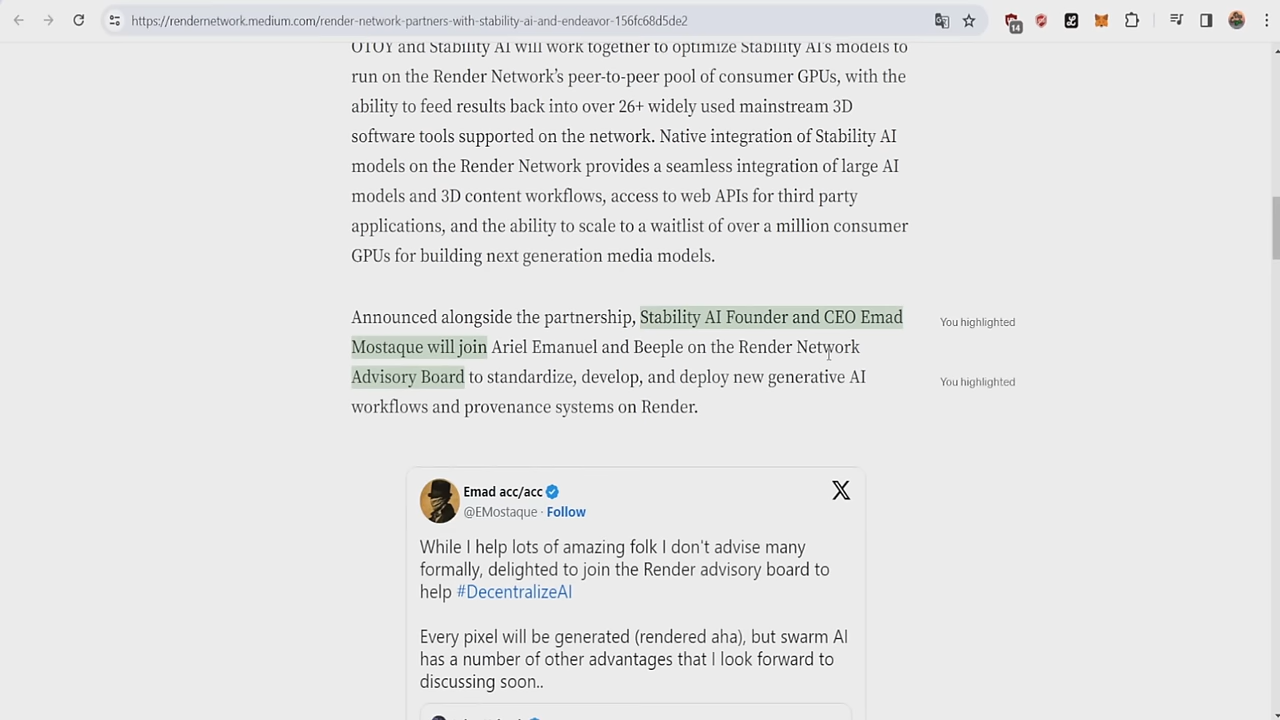 https://rendernetwork.medium.com/render-network-partners-with-stability-ai-and-endeavor-156fc68d5de2
14
OTOY and Stability AI will work together to optimize Stability AI's models to
run on the Render Network's peer-to-peer pool of consumer GPUs, with the
ability to feed results back into over 26+ widely used mainstream 3D
software tools supported on the network. Native integration of Stability AI
models on the Render Network provides a seamless integration of large AI
models and 3D content workflows, access to web APIs for third party
applications, and the ability to scale to a waitlist of over a million consumer
GPUs for building next generation media models.
Announced alongside the partnership, Stability AI Founder and CEO Emad
You highlighted
Mostaque will join Ariel Emanuel and Beeple on the Render Network
Advisory Board to standardize, develop, and deploy new generative AI
You highlighted
workflows and provenance systems on Render.
Emad acc/acc
@EMostaque · Follow
While I help lots of amazing folk I don't advise many
formally, delighted to join the Render advisory board to
help #DecentralizeAI
Every pixel will be generated (rendered aha), but swarm AI
has a number of other advantages that I look forward to
discussing soon..